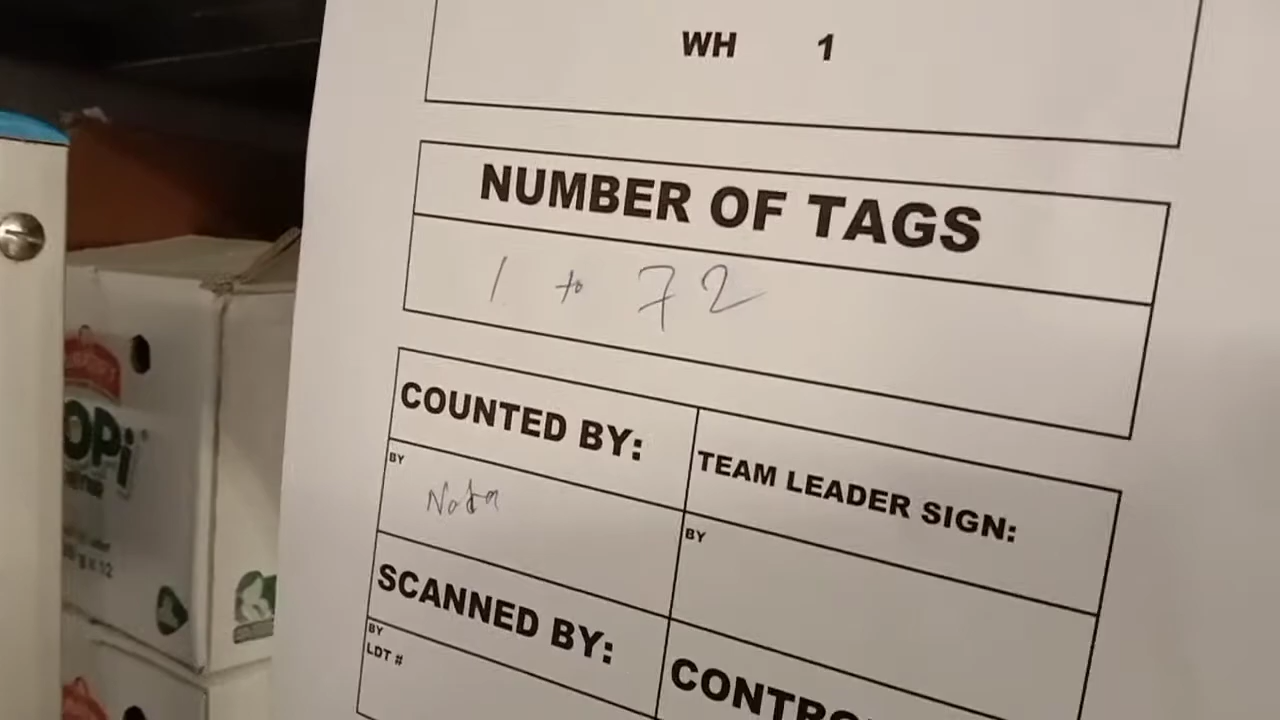 WH 1
NUMBER OF TAGS
1 to 72
COUNTED BY:
TEAM LEADER SIGN:
BY
Nota
BY
SCANNED BY:
BY
LDT #
OPi